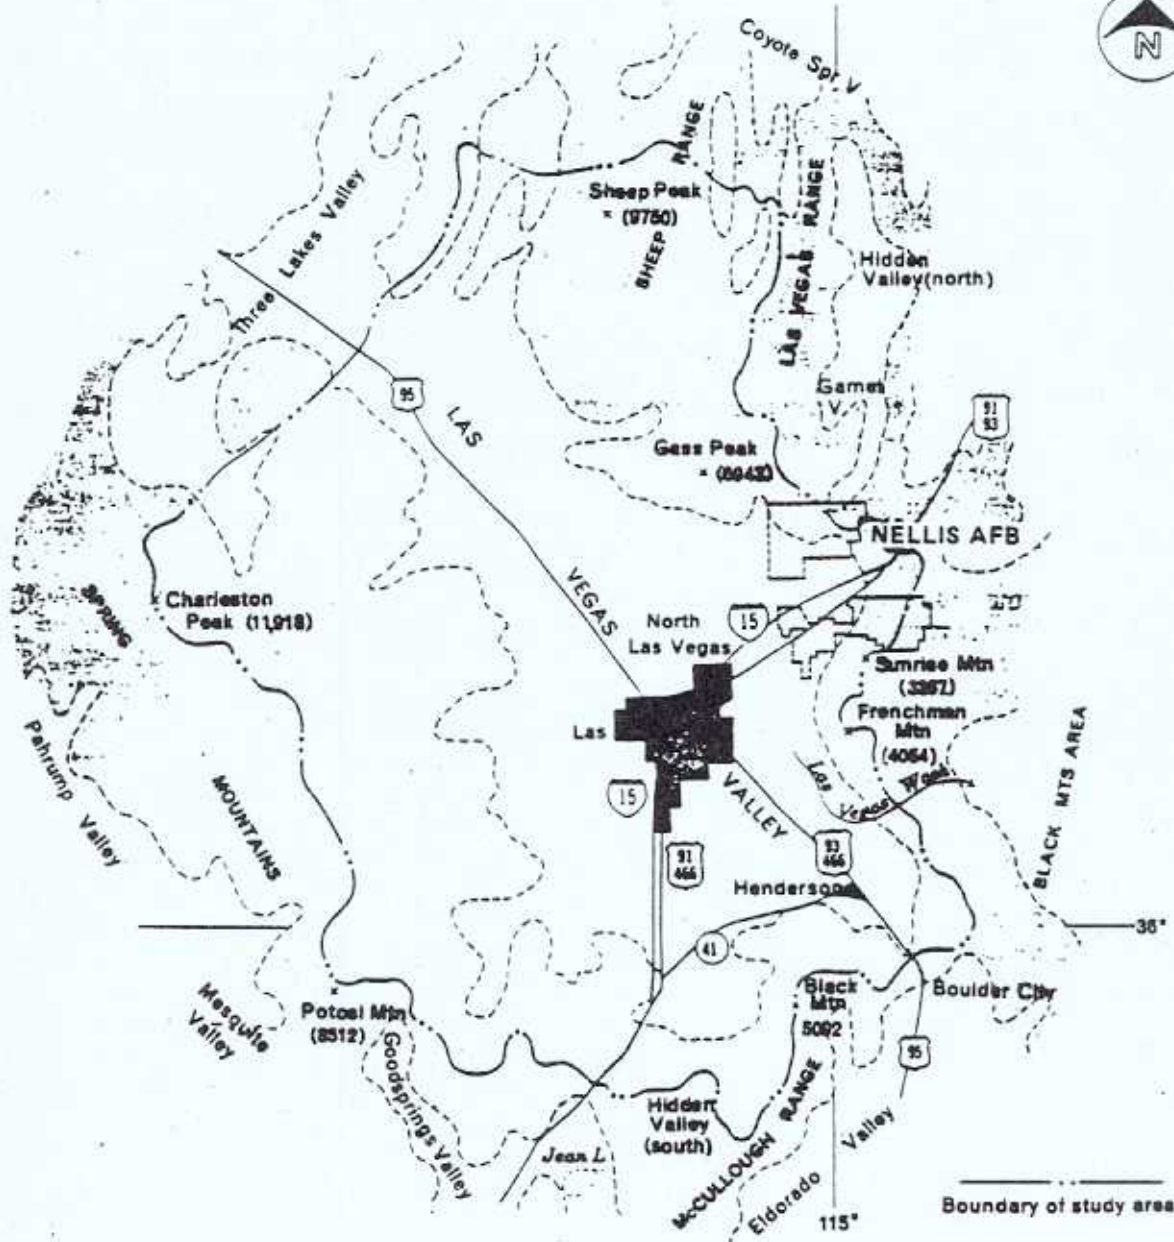 N
Coyote Spr V
RANGE
Sheep Peak
(9750)
SHEEP
LAS VEGAS RANGE
Hidden
Valley(north)
Three Lakes Valley
95
LAS
Games
V
91
93
Gass Peak
NELLIS AFB
VEGAS
SPRING
Charleston
Peak (11,918)
North
Las Vegas
15
Sunrise Mtn
Frenchman
Mtn
(4054)
Las
Las Vegas Wash
Pahrump
Valley
BLACK MTS AREA
15
VALLEY
MOUNTAINS
91
466
93
466
Henderson
36°
41
Mesquite
Valley
Potosi Mtn
(8512)
Black
Mtn
5092
Boulder City
95
Goodsprings Valley
Hidden
Valley
(south)
Jean L
McCULLOUGH RANGE
Eldorado Valley
115°
Boundary of study area